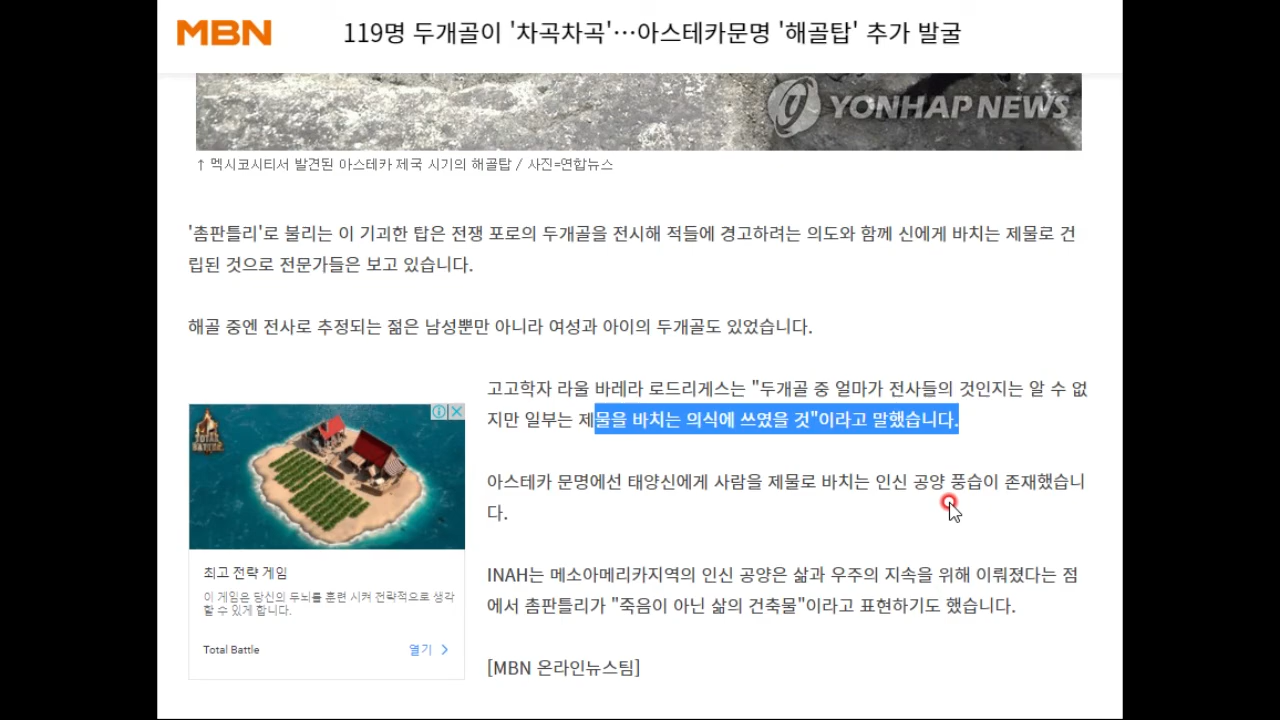 MBN
119명 두개골이 '차곡차곡'…아스테카문명 '해골탑' 추가 발굴
YONHAP NEWS
↑ 멕시코시티서 발견된 아스테카 제국 시기의 해골탑 / 사진=연합뉴스
'촘판틀리'로 불리는 이 기괴한 탑은 전쟁 포로의 두개골을 전시해 적들에 경고하려는 의도와 함께 신에게 바치는 제물로 건
립된 것으로 전문가들은 보고 있습니다.
해골 중엔 전사로 추정되는 젊은 남성뿐만 아니라 여성과 아이의 두개골도 있었습니다.
고고학자 라울 바레라 로드리게스는 "두개골 중 얼마가 전사들의 것인지는 알 수 없
지만 일부는 제물을 바치는 의식에 쓰였을 것"이라고 말했습니다.
아스테카 문명에선 태양신에게 사람을 제물로 바치는 인신 공양 풍습이 존재했습니
다.
INAH는 메소아메리카지역의 인신 공양은 삶과 우주의 지속을 위해 이뤄졌다는 점
에서 촘판틀리가 "죽음이 아닌 삶의 건축물"이라고 표현하기도 했습니다.
[MBN 온라인뉴스팀]
TOTAL BATTLE
최고 전략 게임
이 게임은 당신의 두뇌를 훈련 시켜 전략적으로 생각
할 수 있게 합니다.
Total Battle
열기